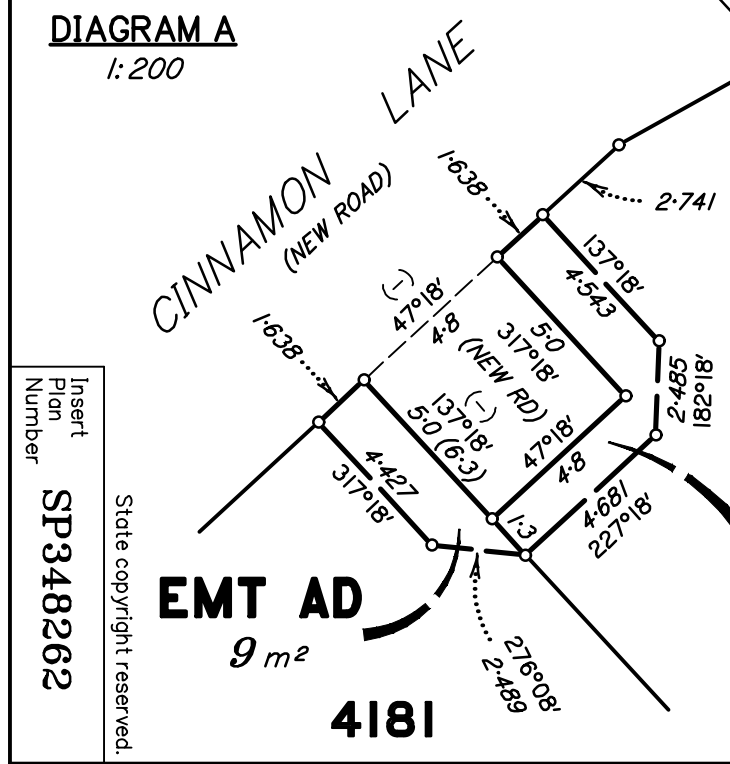 DIAGRAM A
1:200
CINNAMON LANE
(NEW ROAD)
1·638
2·741
137°18'
4·543
(-)
47°18'
4·8
5·0
317°18'
(NEW RD)
1·638
2·485
182°18'
(-)
137°18'
5·0 (6·3)
47°18'
4·8
4·427
317°18'
1·3
4·681
227°18'
EMT AD
9 m²
276°08'
2·489
4181
Insert
Plan
Number
SP348262
State copyright reserved.